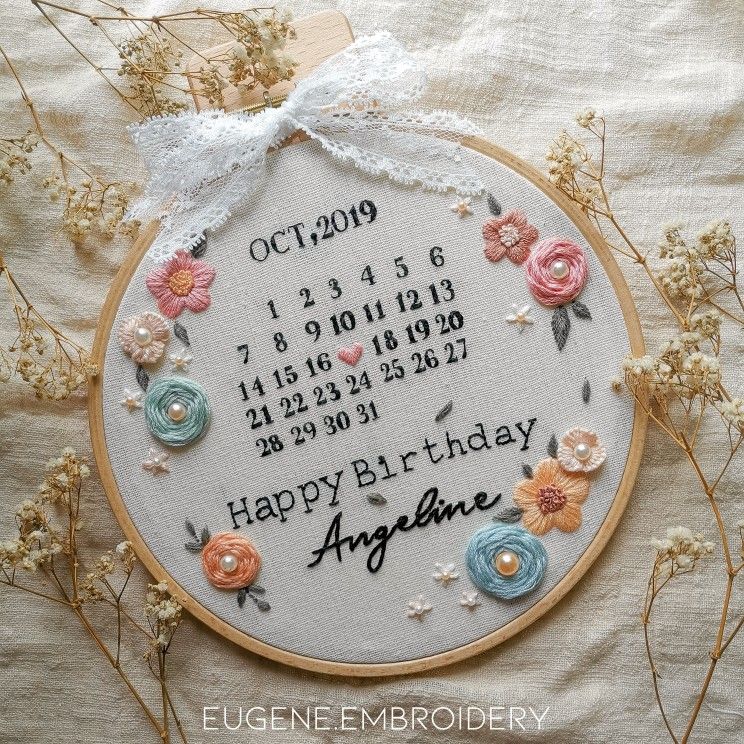 OCT,2019
1 2 3 4 5 6
7 8 9 10 11 12 13
14 15 16 18 19 20
21 22 23 24 25 26 27
28 29 30 31
Happy Birthday
Angeline
EUGENE.EMBROIDERY